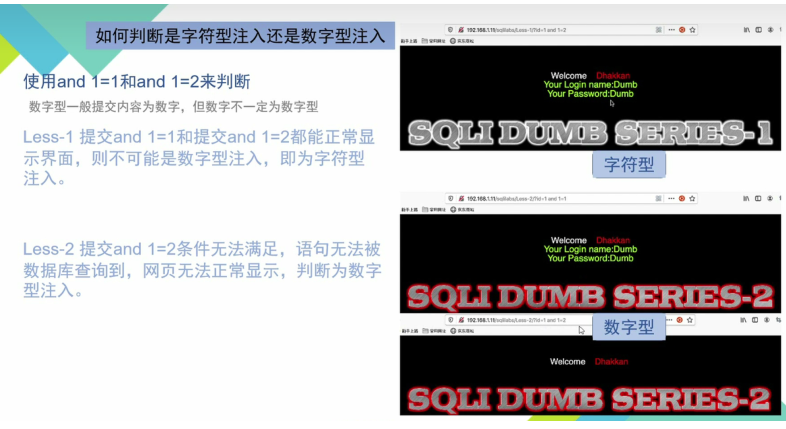 如何判断是字符型注入还是数字型注入
使用and 1=1和and 1=2来判断
数字型一般提交内容为数字，但数字不一定为数字型
Less-1 提交and 1=1和提交and 1=2都能正常显
示界面，则不可能是数字型注入，即为字符型
注入。
Less-2 提交and 1=2条件无法满足，语句无法被
数据库查询到，网页无法正常显示，判断为数字
型注入。
192.168.1.11/sqlilabs/Less-1/?id=1 and 1=2
Welcome Dhakkan
Your Login name:Dumb
Your Password:Dumb
SQLI DUMB SERIES-1
字符型
192.168.1.11/sqlilabs/Less-2/?id=1 and 1=1
Welcome Dhakkan
Your Login name:Dumb
Your Password:Dumb
SQLI DUMB SERIES-2
192.168.1.11/sqlilabs/Less-2/?id=1 and 1=2
数字型
Welcome Dhakkan
SQLI DUMB SERIES-2